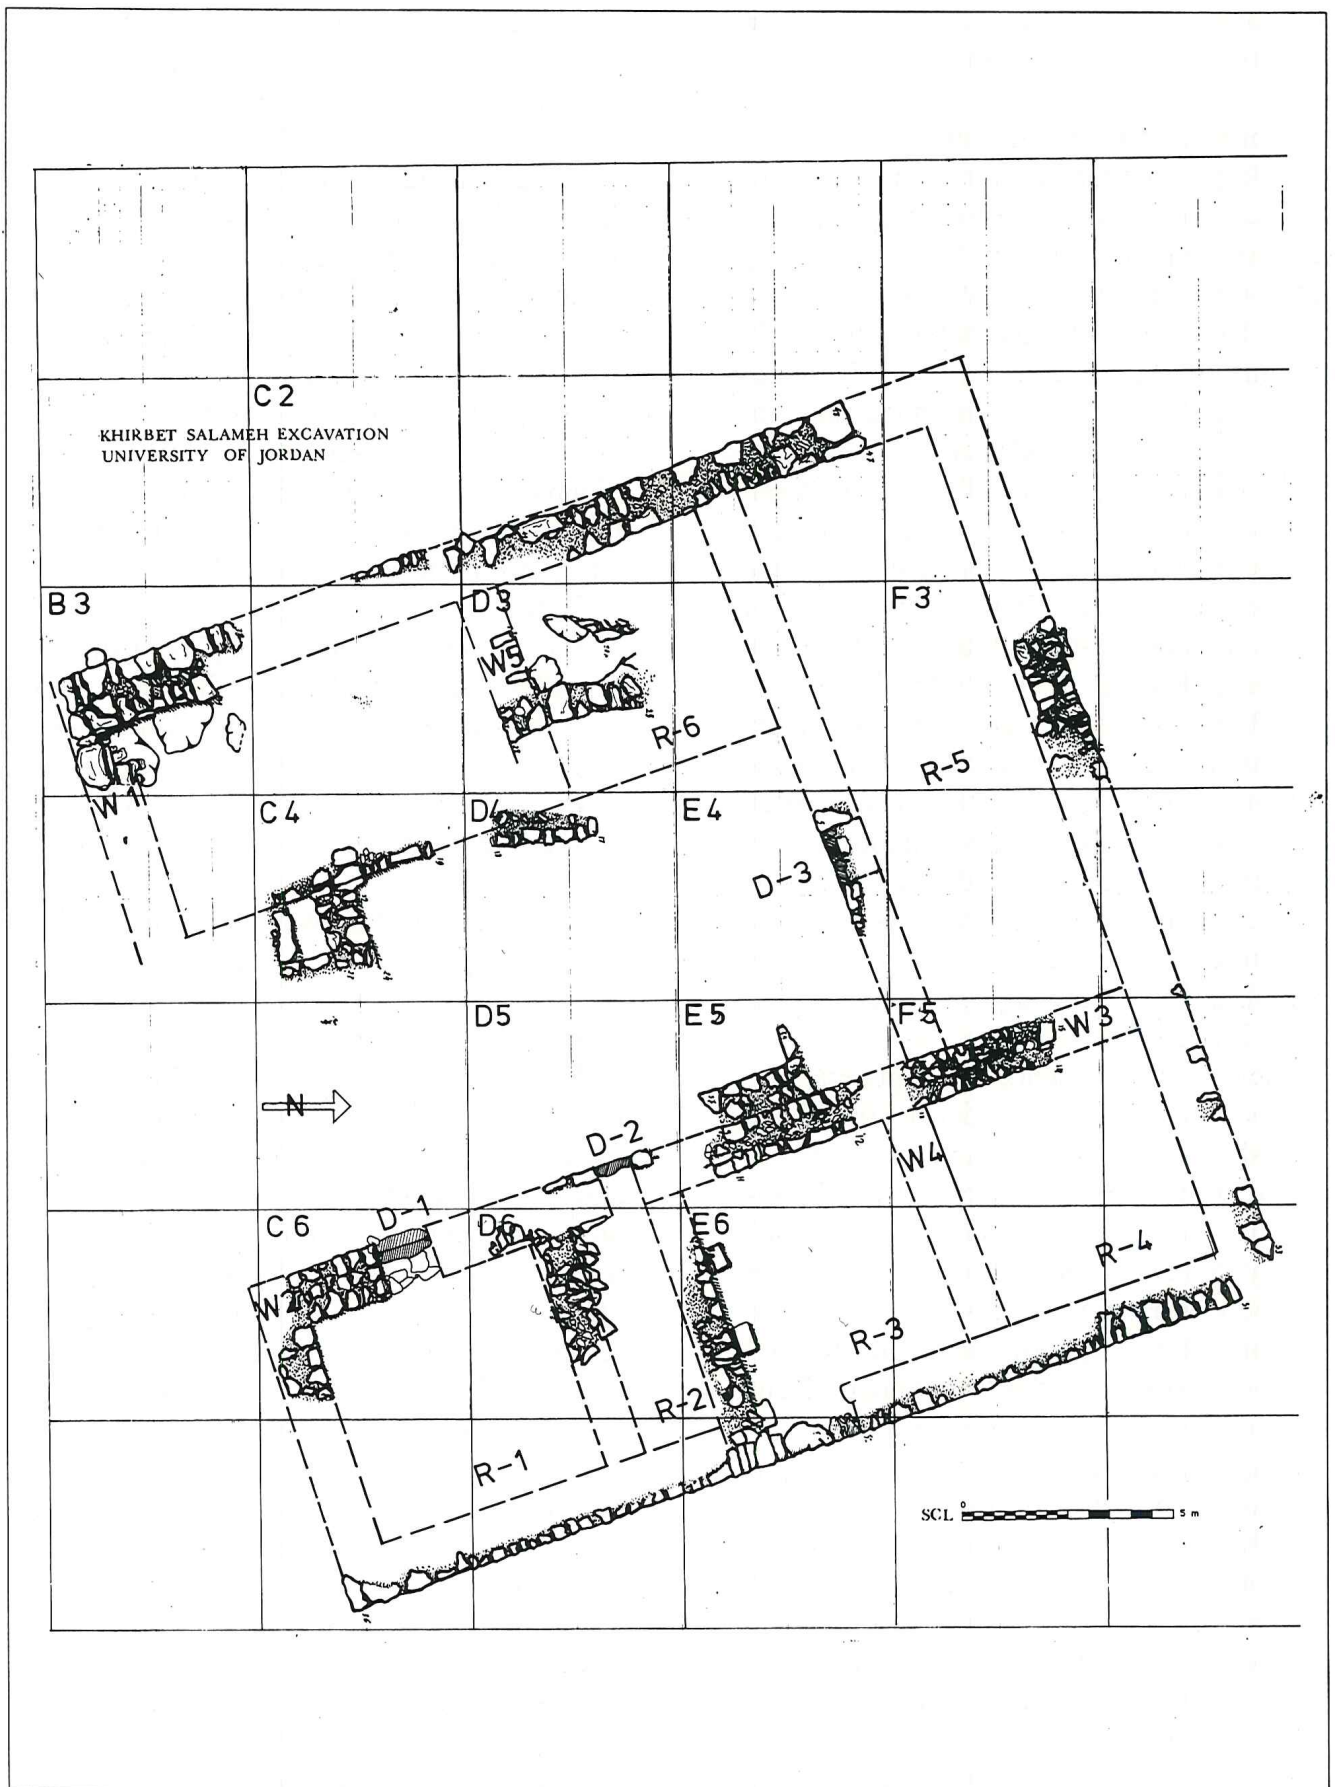 C2
KHIRBET SALAMEH EXCAVATION
UNIVERSITY OF JORDAN
B3
D3
F3
W5
R-6
R-5
W1
C4
D4
E4
D-3
D5
E5
F5
W3
N
D-2
W4
C6
D-1
D6
E6
R-4
W2
R-3
R-2
R-1
SCL 0 5 m